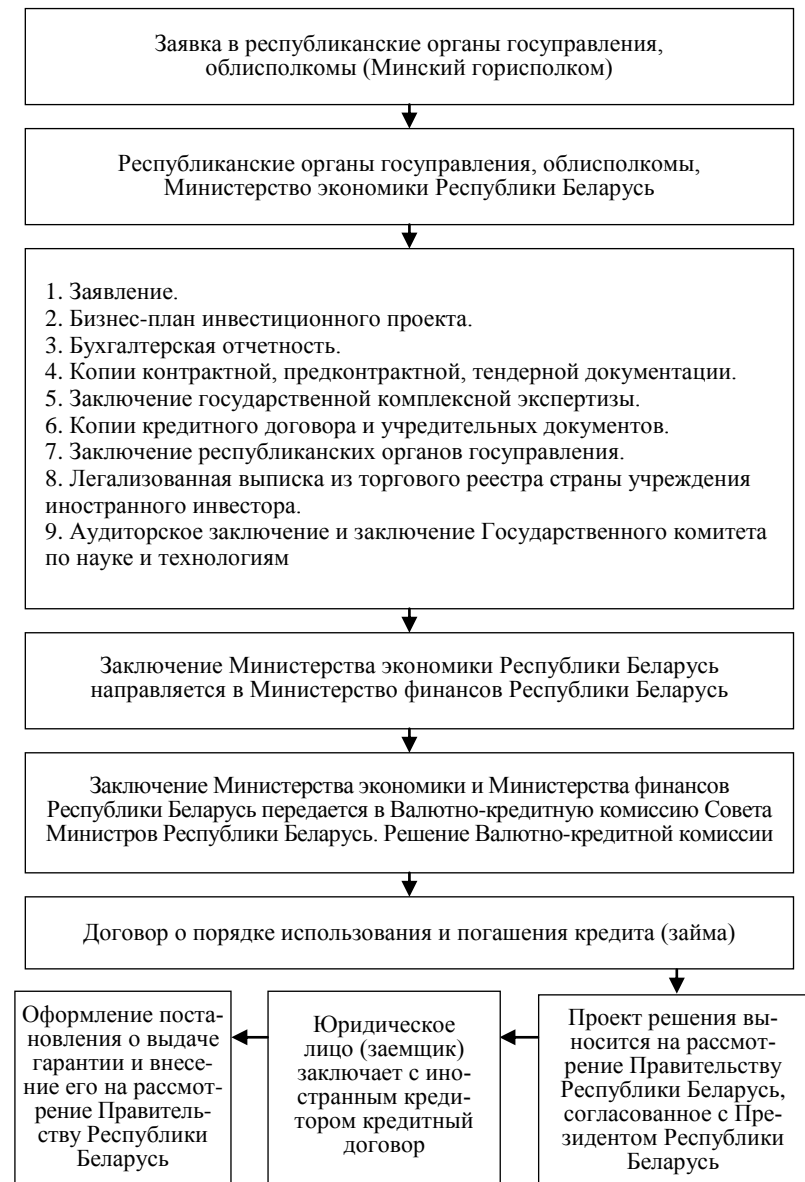 Заявка в республиканские органы госуправления,
облисполкомы (Минский горисполком)
Республиканские органы госуправления, облисполкомы,
Министерство экономики Республики Беларусь
1. Заявление.
2. Бизнес-план инвестиционного проекта.
3. Бухгалтерская отчетность.
4. Копии контрактной, предконтрактной, тендерной документации.
5. Заключение государственной комплексной экспертизы.
6. Копии кредитного договора и учредительных документов.
7. Заключение республиканских органов госуправления.
8. Легализованная выписка из торгового реестра страны учреждения
иностранного инвестора.
9. Аудиторское заключение и заключение Государственного комитета
по науке и технологиям
Заключение Министерства экономики Республики Беларусь
направляется в Министерство финансов Республики Беларусь
Заключение Министерства экономики и Министерства финансов
Республики Беларусь передается в Валютно-кредитную комиссию Совета
Министров Республики Беларусь. Решение Валютно-кредитной комиссии
Договор о порядке использования и погашения кредита (займа)
Проект решения вы-
носится на рассмот-
рение Правительству
Республики Беларусь,
согласованное с Пре-
зидентом Республики
Беларусь
Юридическое
лицо (заемщик)
заключает с ино-
странным креди-
тором кредитный
договор
Оформление поста-
новления о выдаче
гарантии и внесе-
ние его на рассмот-
рение Правитель-
ству Республики
Беларусь